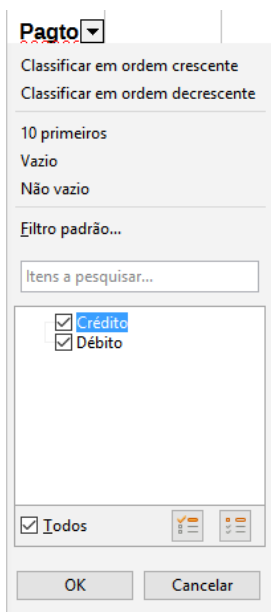 Pagto
Classificar em ordem crescente
Classificar em ordem decrescente
10 primeiros
Vazio
Não vazio
Filtro padrão...
Itens a pesquisar...
Crédito
Débito
Todos
OK Cancelar